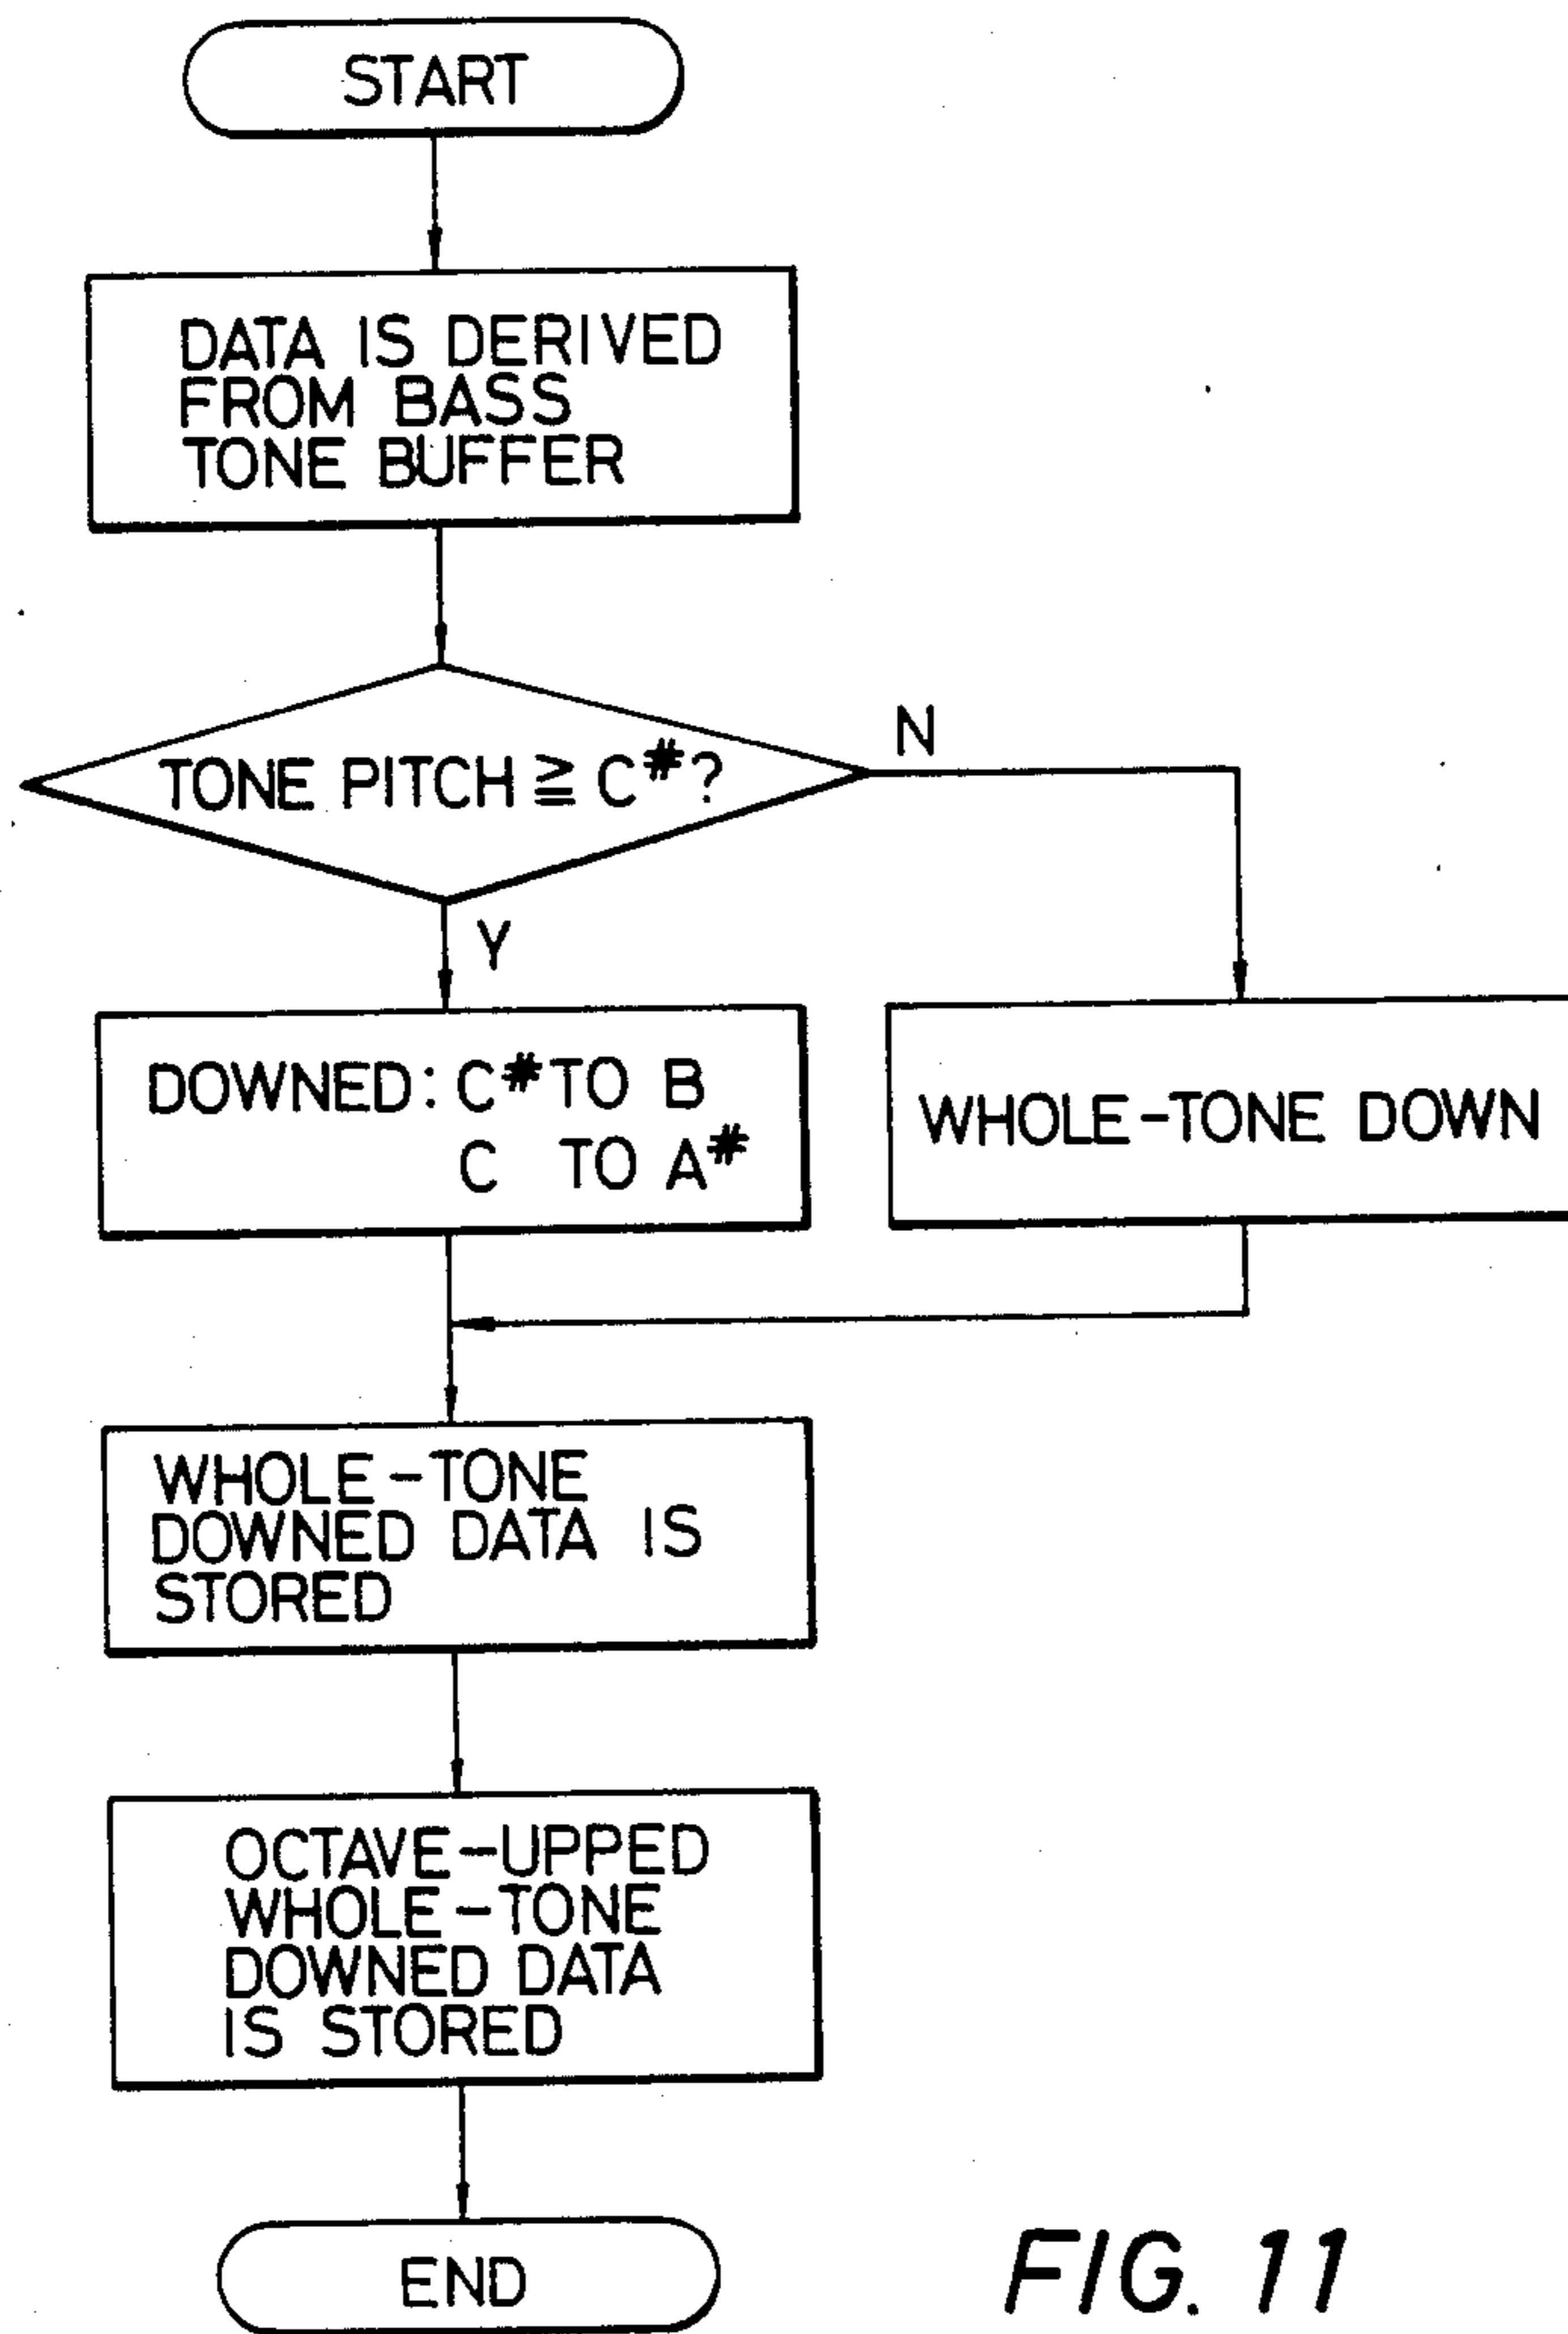 START
DATA IS DERIVED
FROM BASS
TONE BUFFER
TONE PITCH ≧ C#?
N
Y
DOWNED: C# TO B
C TO A#
WHOLE-TONE DOWN
WHOLE-TONE
DOWNED DATA IS
STORED
OCTAVE-UPPED
WHOLE-TONE
DOWNED DATA
IS STORED
END
FIG. 11